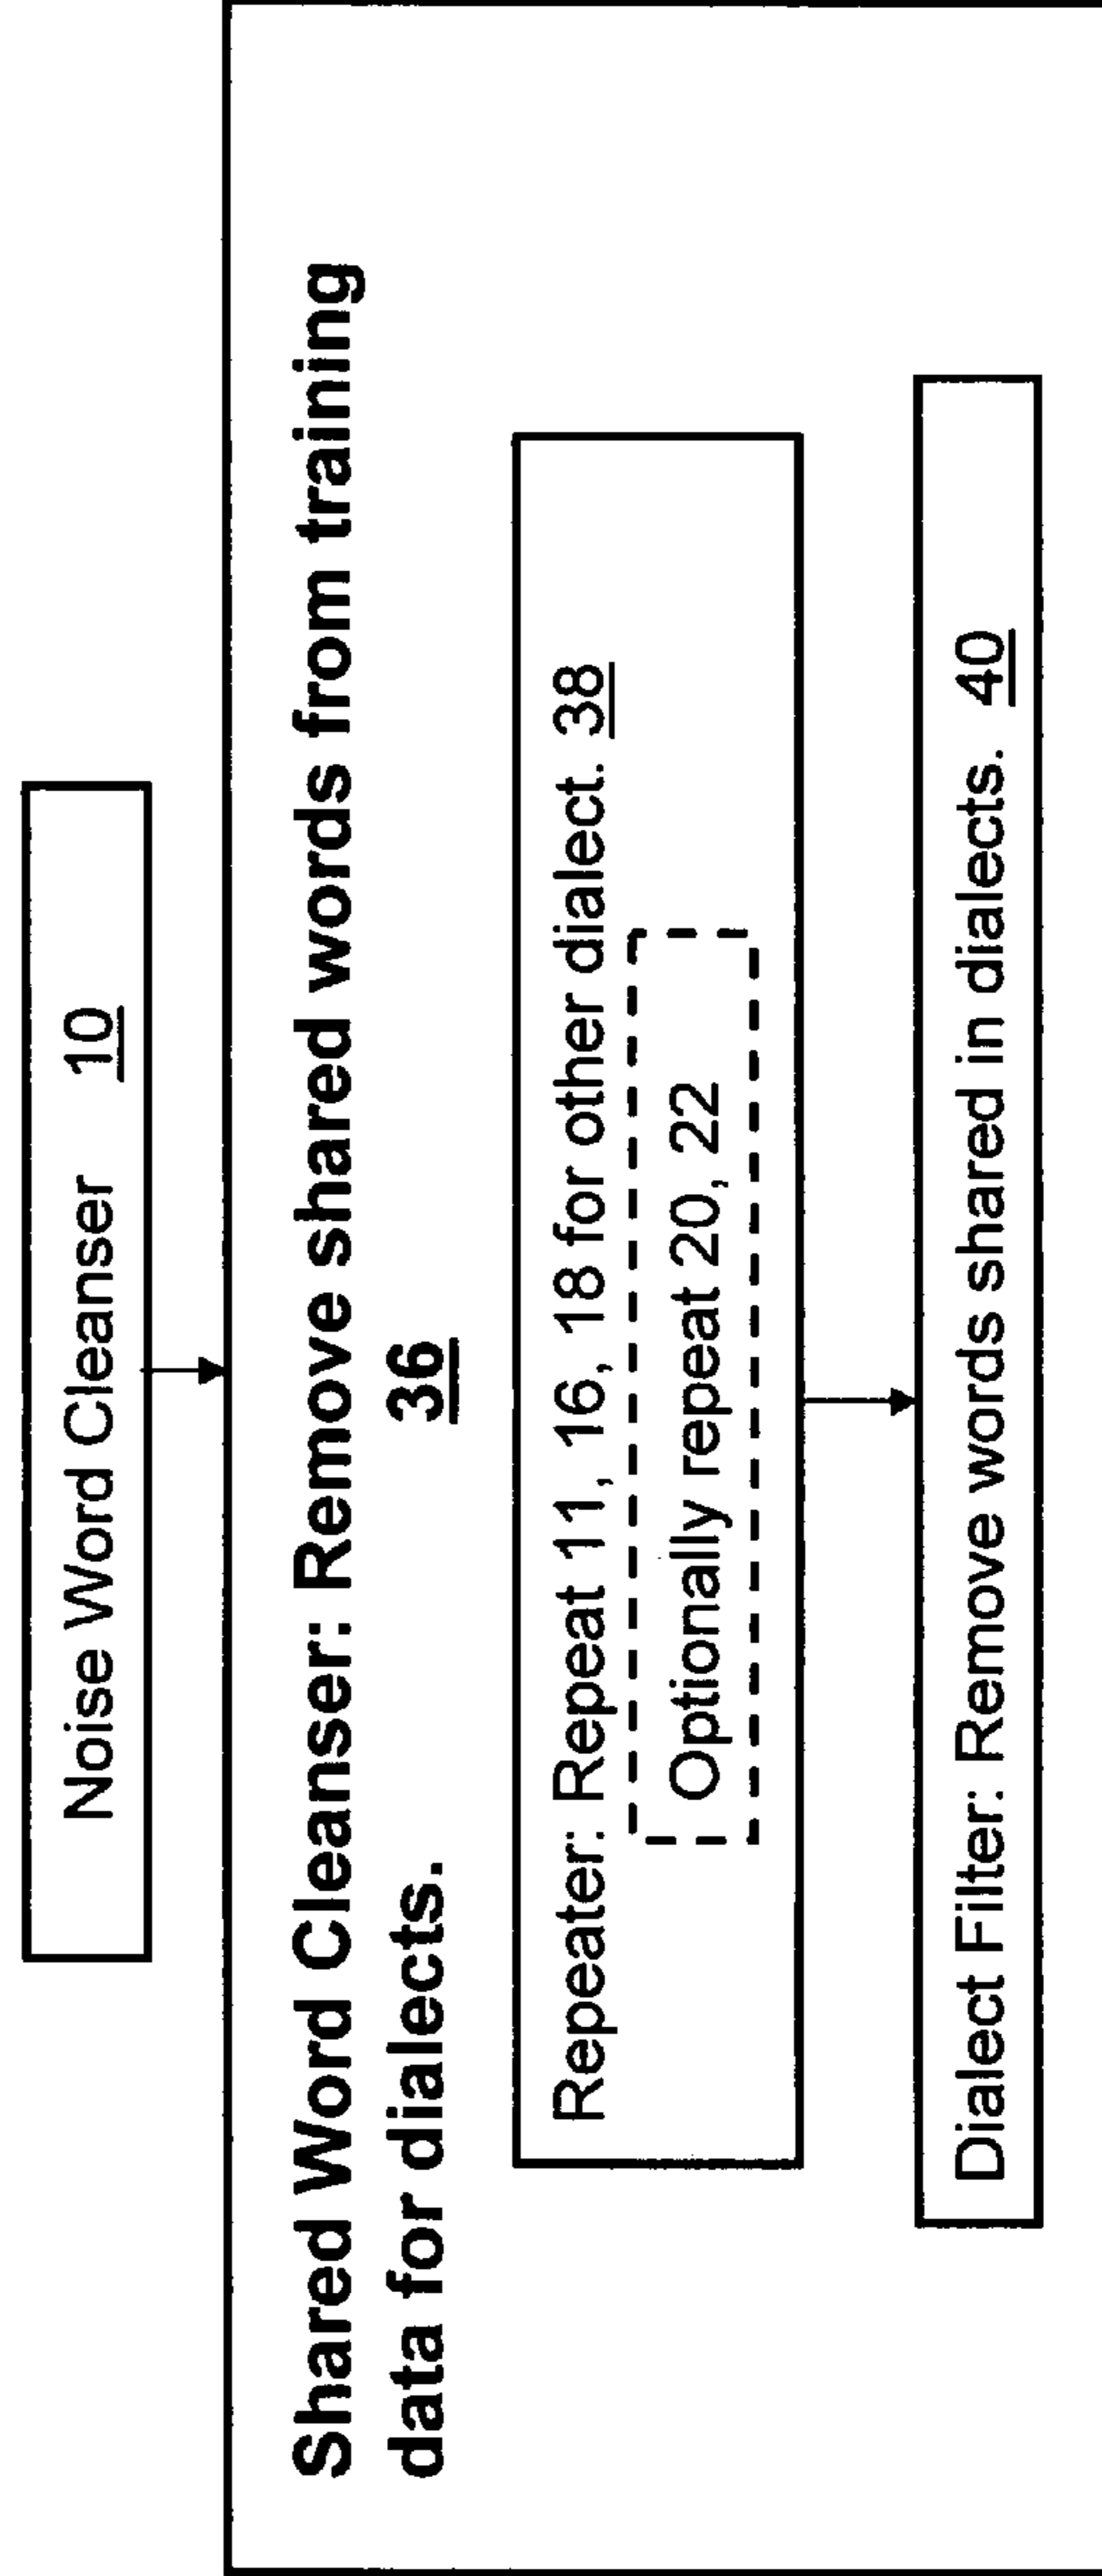 Noise Word Cleanser 10
Shared Word Cleanser: Remove shared words from training
data for dialects. 36
Repeater: Repeat 11, 16, 18 for other dialect. 38
Optionally repeat 20, 22
Dialect Filter: Remove words shared in dialects. 40